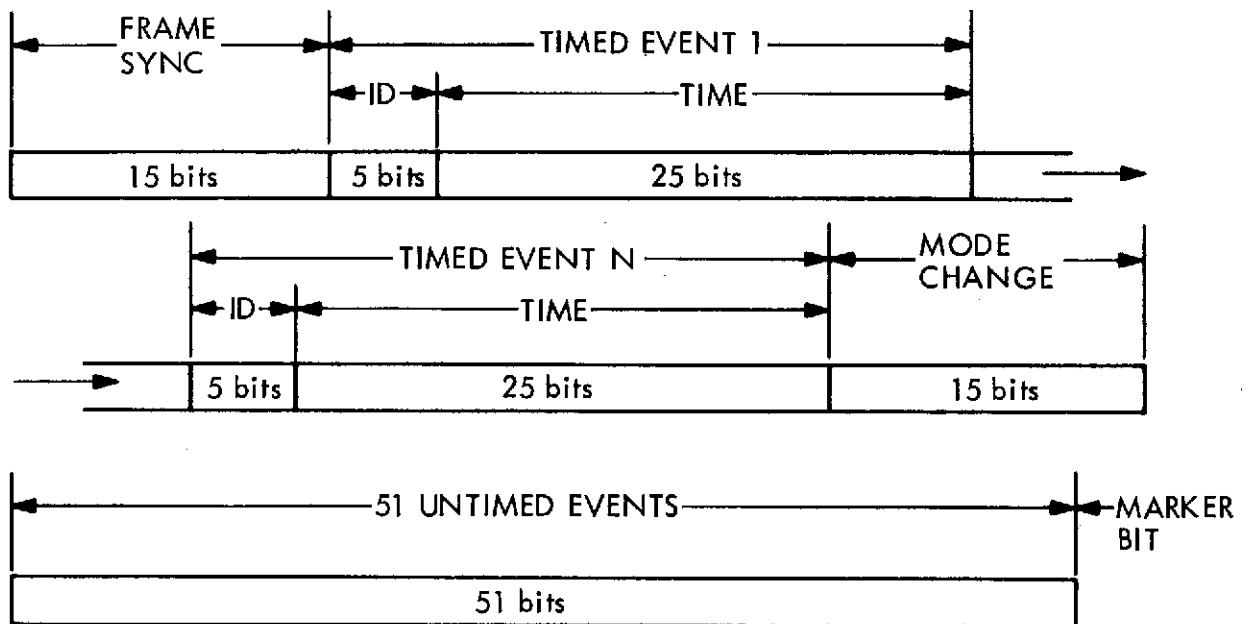 FRAME
SYNC
TIMED EVENT 1
ID
TIME
15 bits
5 bits
25 bits
TIMED EVENT N
MODE
CHANGE
ID
TIME
5 bits
25 bits
15 bits
51 UNTIMED EVENTS
MARKER
BIT
51 bits